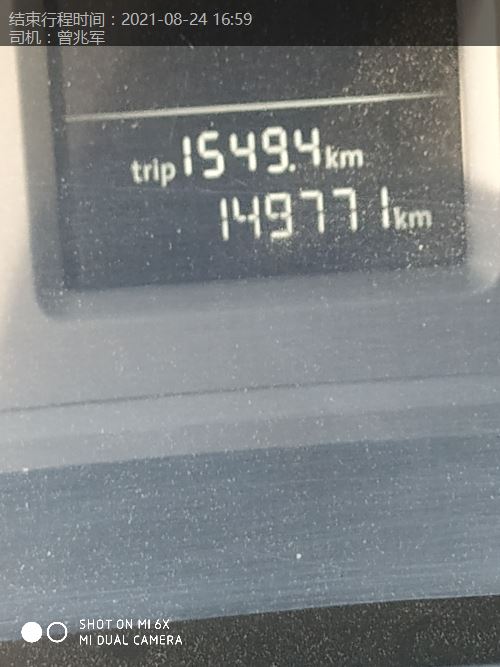 结束行程时间：2021-08-24 16:59
司机：曾兆军
trip 1549.4 km
149771 km
SHOT ON MI 6X
MI DUAL CAMERA